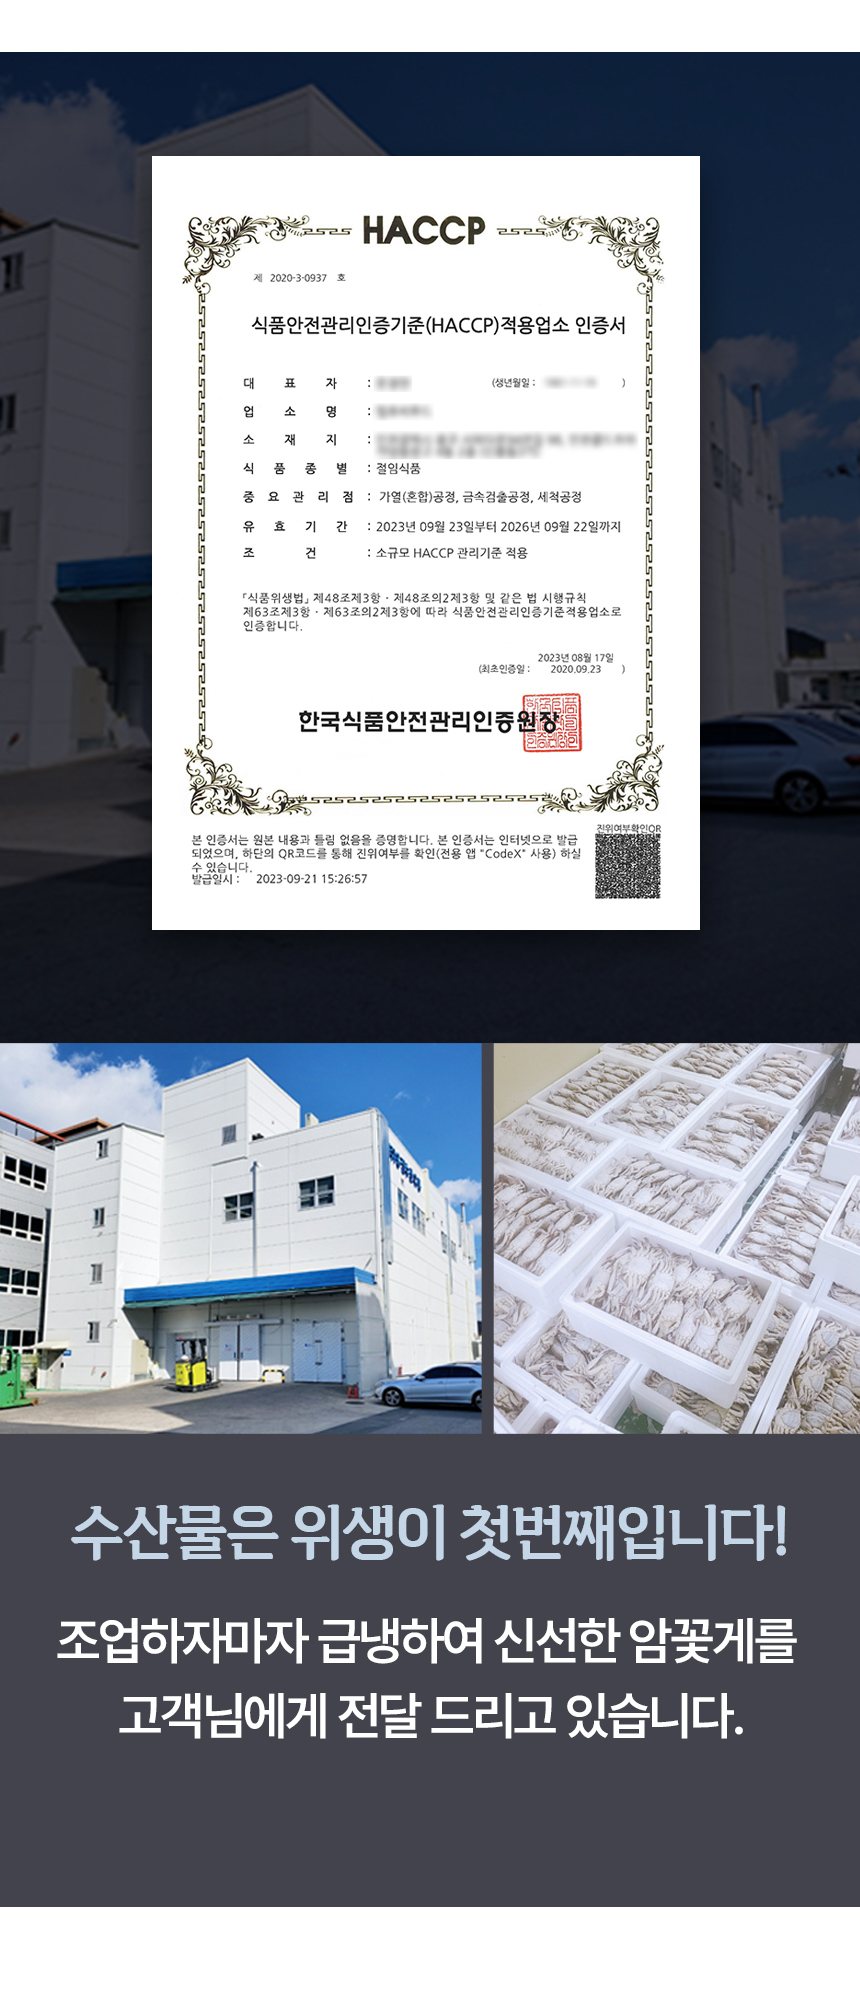 HACCP
제 2020-3-0937 호
식품안전관리인증기준(HACCP)적용업소 인증서
대 표 자 :
(생년월일 : )
업 소 명 :
소 재 지 :
식 품 종 별 : 절임식품
중 요 관 리 점 : 가열(혼합)공정, 금속검출공정, 세척공정
유 효 기 간 : 2023년 09월 23일부터 2026년 09월 22일까지
조 건 : 소규모 HACCP 관리기준 적용
「식품위생법」 제48조제3항 · 제48조의2제3항 및 같은 법 시행규칙
제63조제3항 · 제63조의2제3항에 따라 식품안전관리인증기준적용업소로
인증합니다.
2023년 08월 17일
(최초인증일 : 2020.09.23 )
한국식품안전관리인증원장
진위여부확인QR
본 인증서는 원본 내용과 틀림 없음을 증명합니다. 본 인증서는 인터넷으로 발급
되었으며, 하단의 QR코드를 통해 진위여부를 확인(전용 앱 "CodeX" 사용) 하실
수 있습니다.
발급일시 : 2023-09-21 15:26:57
수산물은 위생이 첫번째입니다!
조업하자마자 급냉하여 신선한 암꽃게를
고객님에게 전달 드리고 있습니다.